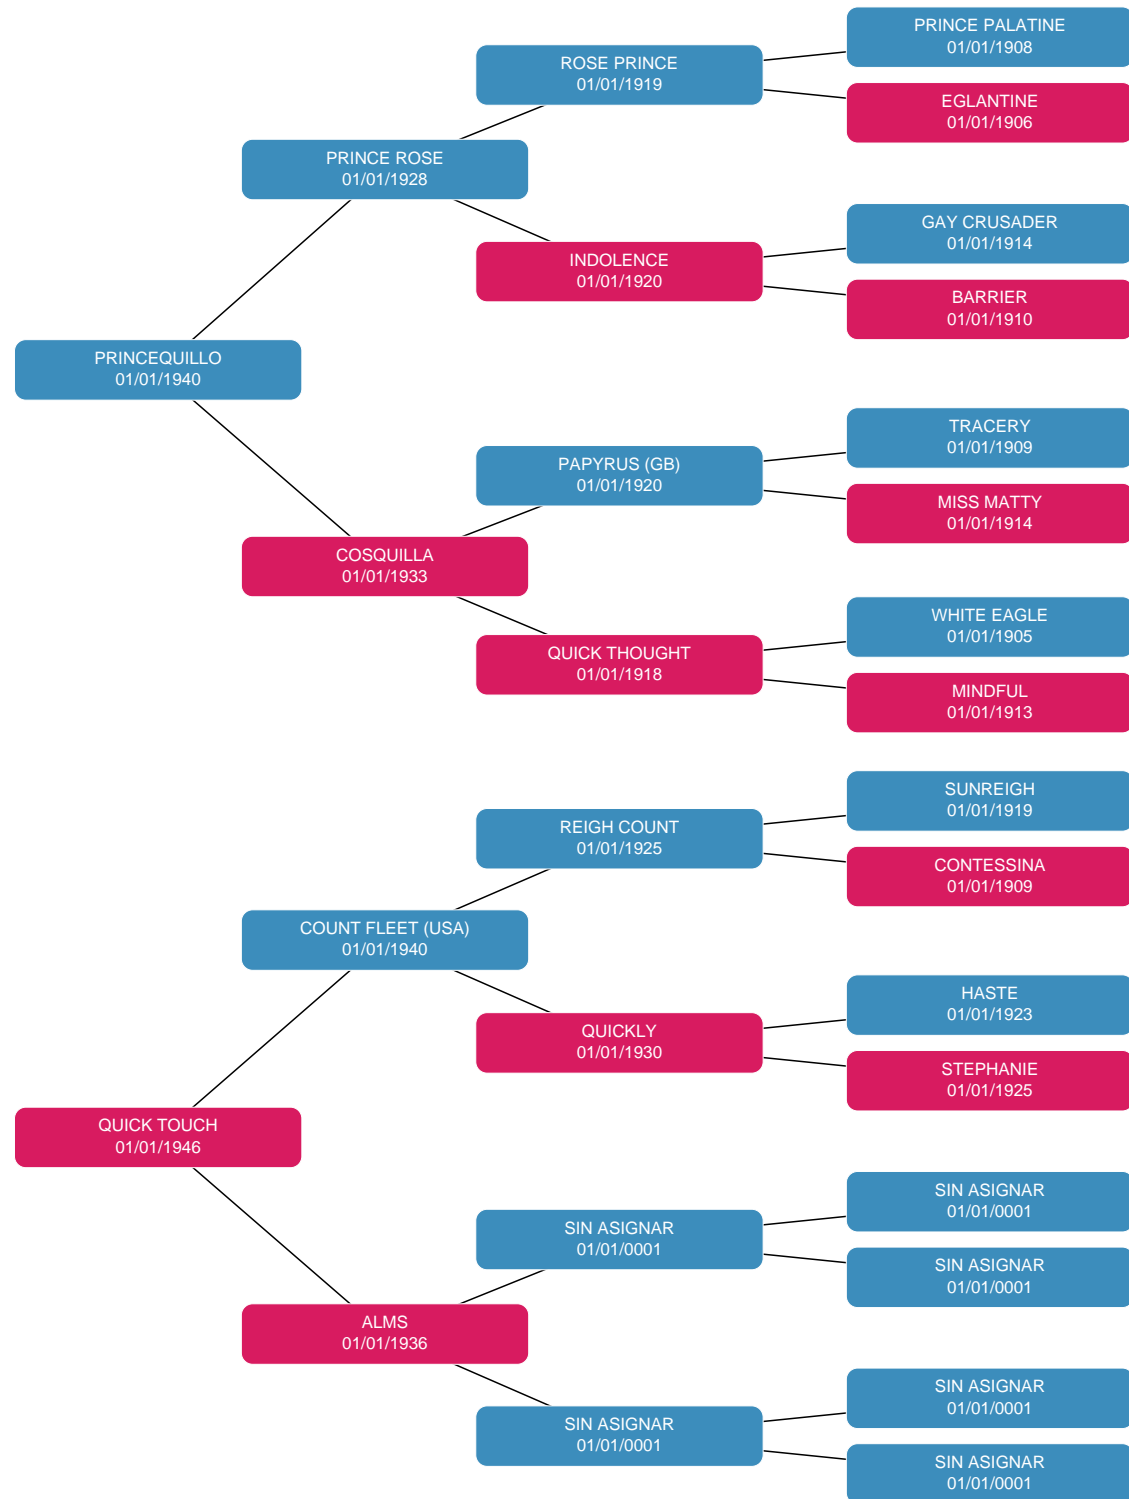 PRINCE PALATINE
01/01/1908
ROSE PRINCE
01/01/1919
EGLANTINE
01/01/1906
PRINCE ROSE
01/01/1928
GAY CRUSADER
01/01/1914
INDOLENCE
01/01/1920
BARRIER
01/01/1910
PRINCEQUILLO
01/01/1940
TRACERY
01/01/1909
PAPYRUS (GB)
01/01/1920
MISS MATTY
01/01/1914
COSQUILLA
01/01/1933
WHITE EAGLE
01/01/1905
QUICK THOUGHT
01/01/1918
MINDFUL
01/01/1913
SUNREIGH
01/01/1919
REIGH COUNT
01/01/1925
CONTESSINA
01/01/1909
COUNT FLEET (USA)
01/01/1940
HASTE
01/01/1923
QUICKLY
01/01/1930
STEPHANIE
01/01/1925
QUICK TOUCH
01/01/1946
SIN ASIGNAR
01/01/0001
SIN ASIGNAR
01/01/0001
SIN ASIGNAR
01/01/0001
ALMS
01/01/1936
SIN ASIGNAR
01/01/0001
SIN ASIGNAR
01/01/0001
SIN ASIGNAR
01/01/0001